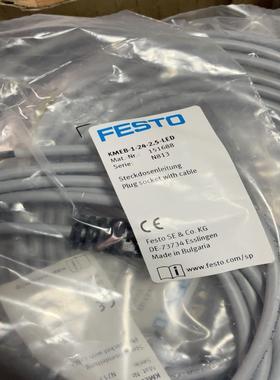 FESTO
KMEB-1-24-2,5-LED
Mat. Nr. 151688
Serie: N813
Steckdosenleitung
Plug socket with cable
CE
Festo SE & Co. KG
DE-73734 Esslingen
Made in Bulgaria
www.festo.com/sp